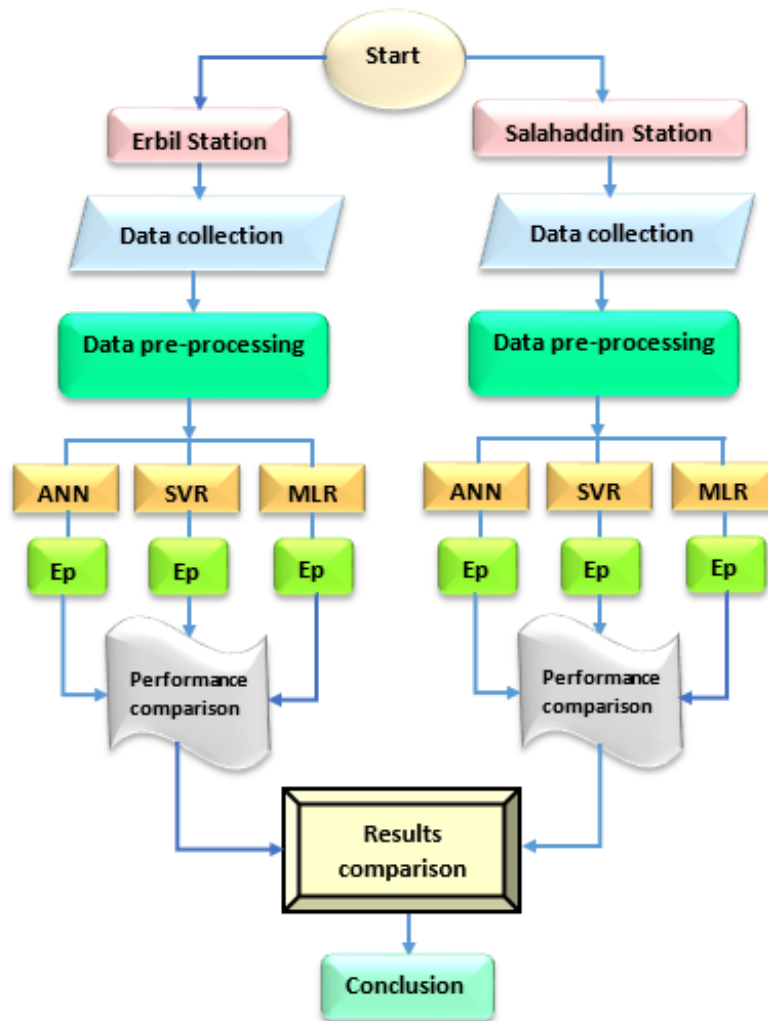 Start
Erbil Station
Salahaddin Station
Data collection
Data collection
Data pre-processing
Data pre-processing
ANN
SVR
MLR
ANN
SVR
MLR
Ep
Ep
Ep
Ep
Ep
Ep
Performance
comparison
Performance
comparison
Results
comparison
Conclusion